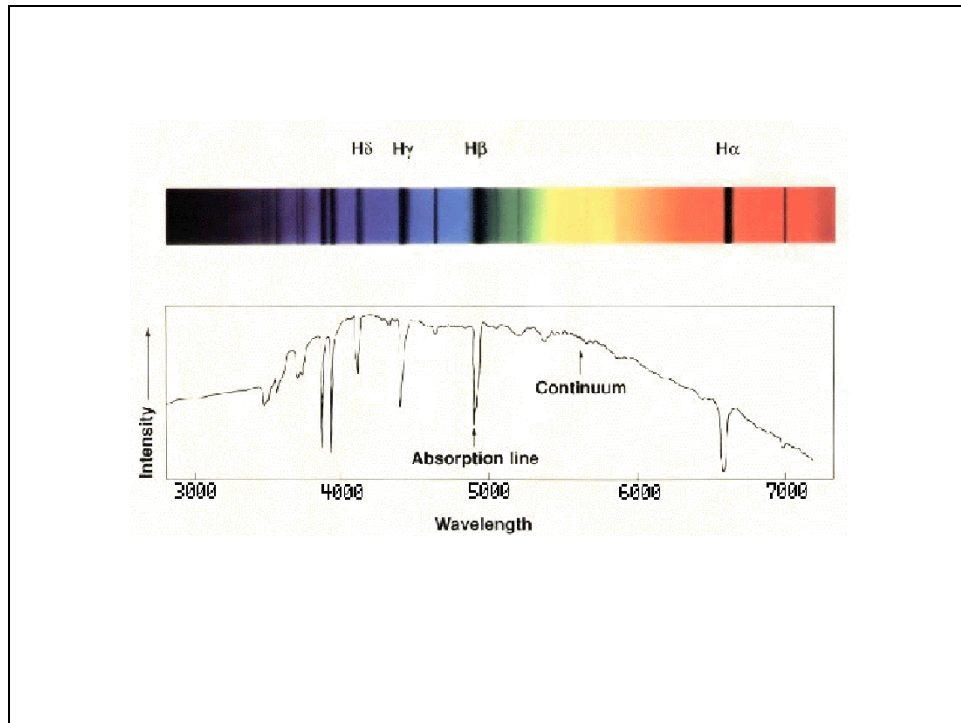 Hδ Hγ Hβ Hα
Continuum
Absorption line
Intensity
3000 4000 5000 6000 7000
Wavelength